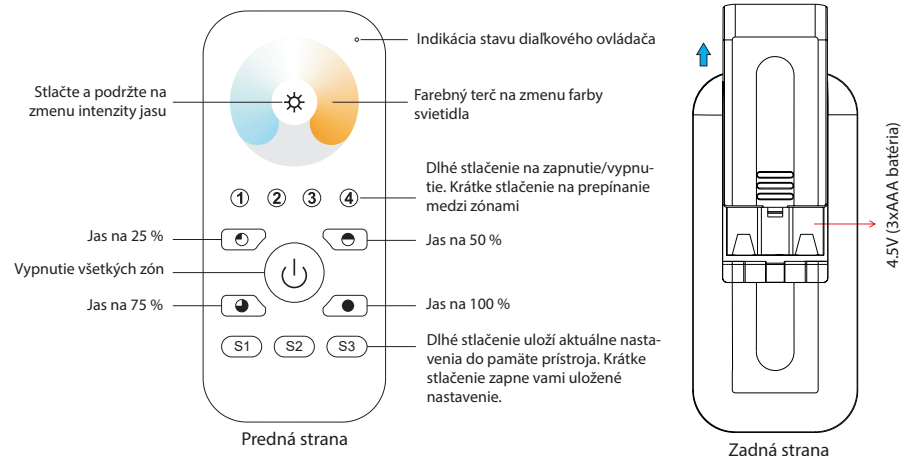 Indikácia stavu diaľkového ovládača
Stlačte a podržte na
zmenu intenzity jasu
Farebný terč na zmenu farby
svietidla
Dlhé stlačenie na zapnutie/vypnu-
tie. Krátke stlačenie na prepínanie
medzi zónami
1 2 3 4
Jas na 25 %
Jas na 50 %
Vypnutie všetkých zón
Jas na 75 %
Jas na 100 %
S1 S2 S3
Dlhé stlačenie uloží aktuálne nasta-
venia do pamäte prístroja. Krátke
stlačenie zapne vami uložené
nastavenie.
Predná strana
4.5V (3xAAA batéria)
Zadná strana